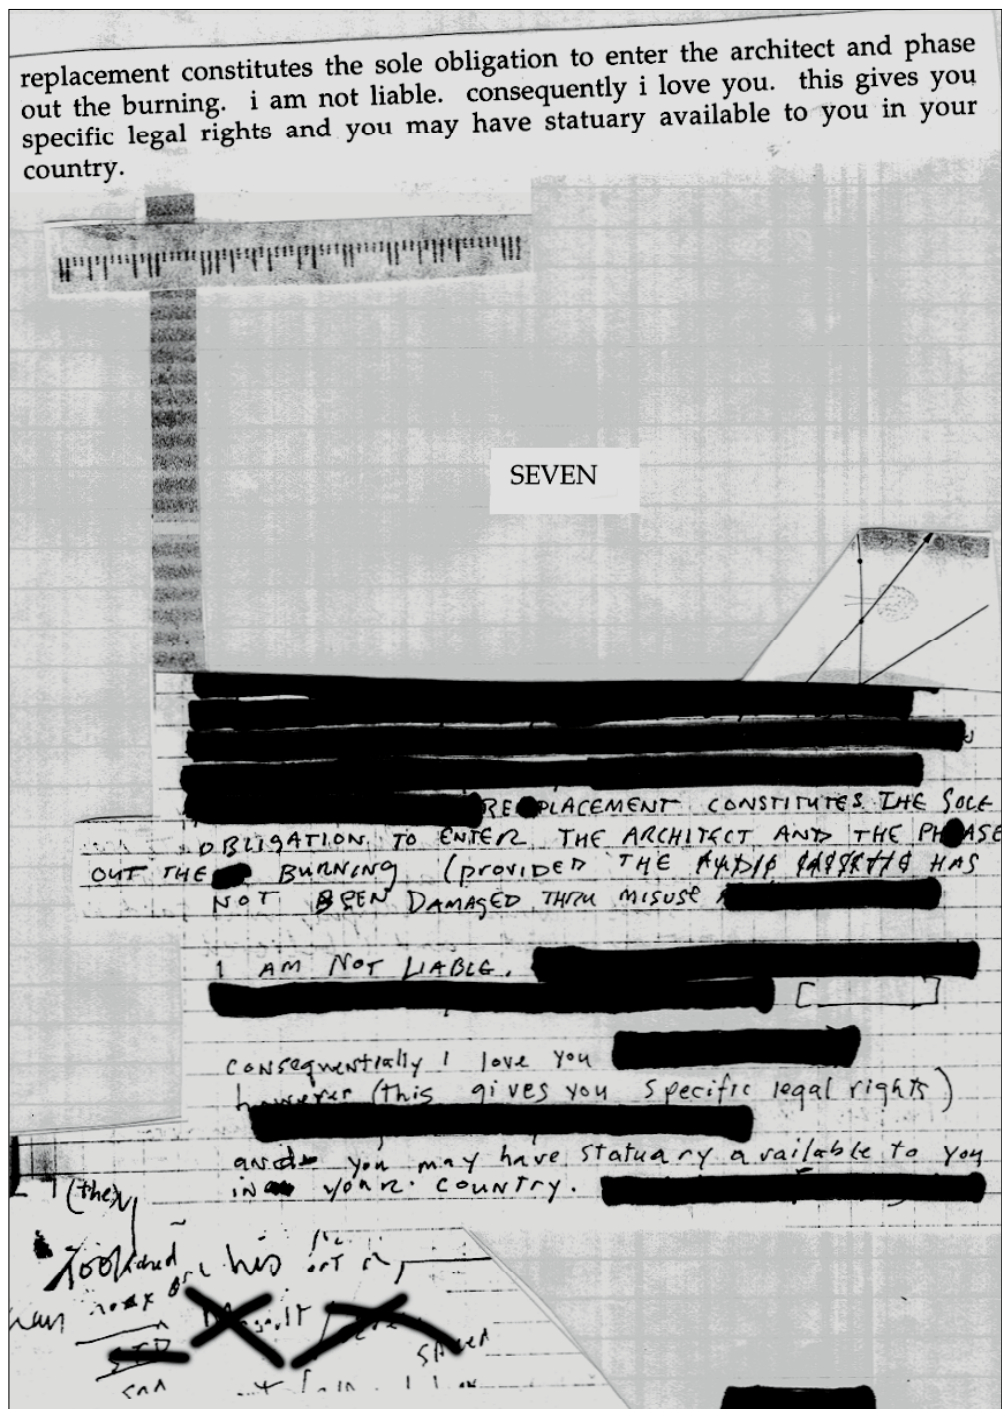 replacement constitutes the sole obligation to enter the architect and phase
out the burning. i am not liable. consequently i love you. this gives you
specific legal rights and you may have statuary available to you in your
country.
SEVEN
REPLACEMENT CONSTITUTES THE SOLE
OBLIGATION TO ENTER THE ARCHITECT AND THE PHASE
OUT THE BURNING (PROVIDED THE HAS
NOT BEEN DAMAGED THRU MISUSE
I AM NOT LIABLE.
consequentially I love you
however (this gives you specific legal rights)
and you may have statuary available to you
IN YOUR COUNTRY.
(they
his